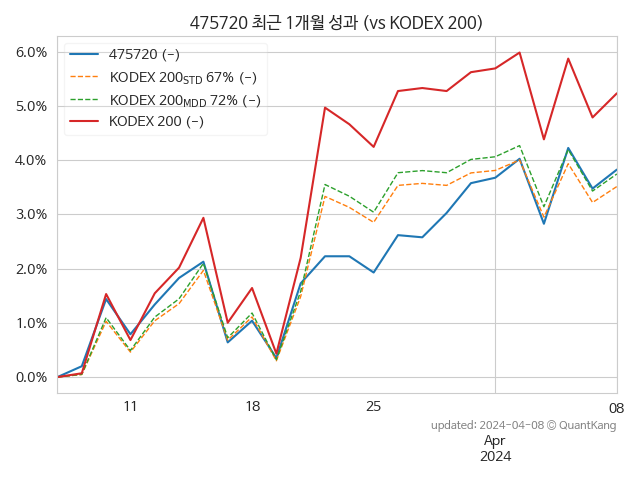 475720 최근 1개월 성과 (vs KODEX 200)
6.0%
5.0%
4.0%
3.0%
2.0%
1.0%
0.0%
475720 (-)
KODEX 200STD 67% (-)
KODEX 200MDD 72% (-)
KODEX 200 (-)
11
18
25
08
updated: 2024-04-08 © QuantKang
Apr
2024